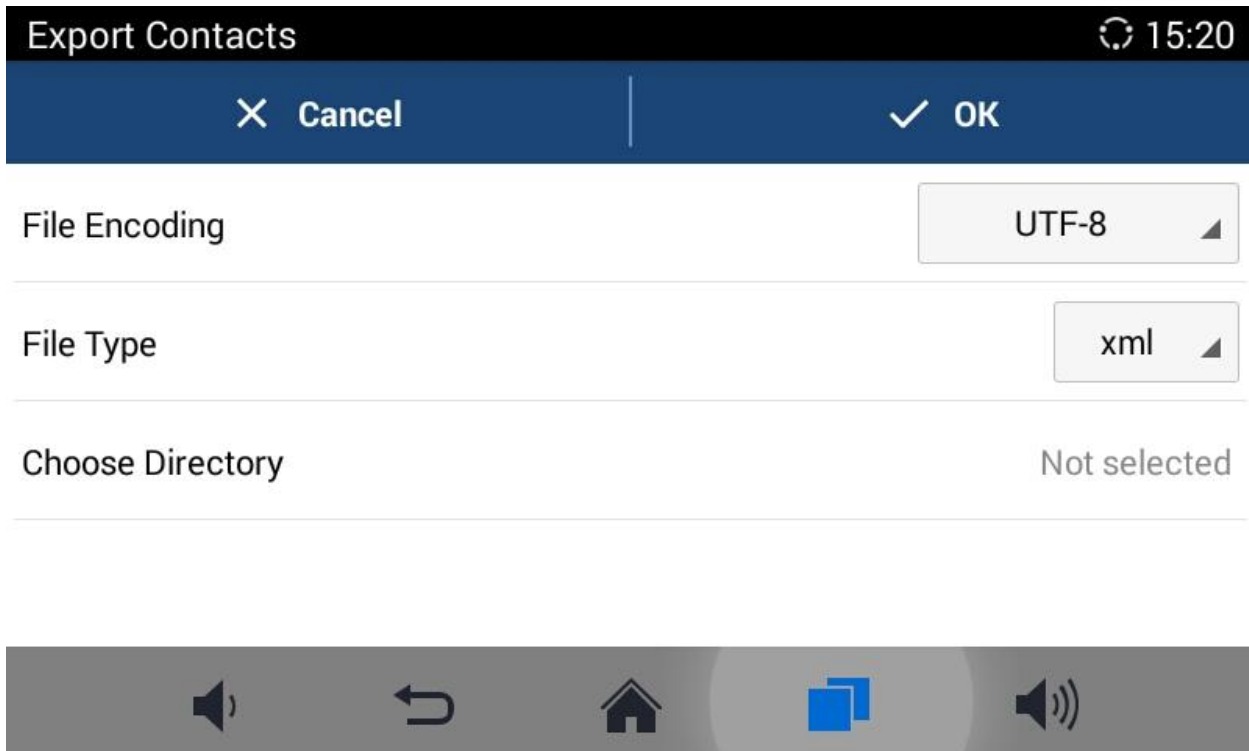 Export Contacts 15:20
Cancel OK
File Encoding UTF-8
File Type xml
Choose Directory Not selected